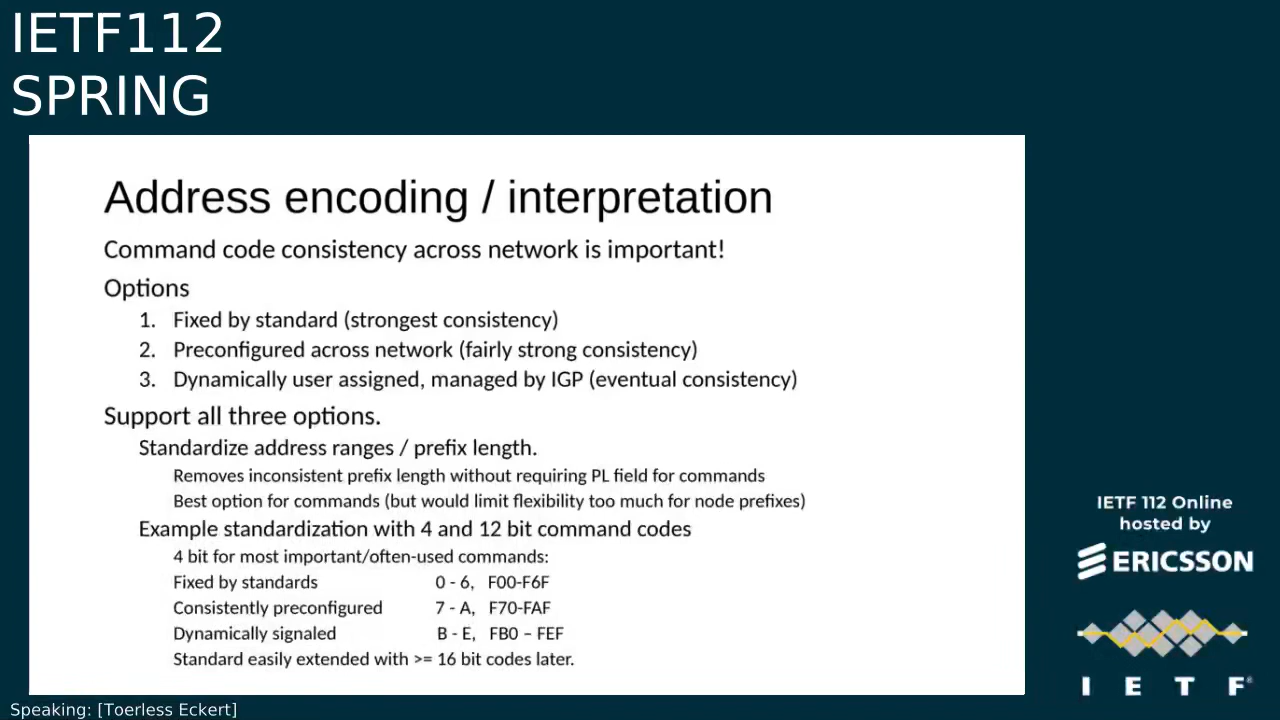 IETF112
SPRING
Address encoding / interpretation
Command code consistency across network is important!
Options
1. Fixed by standard (strongest consistency)
2. Preconfigured across network (fairly strong consistency)
3. Dynamically user assigned, managed by IGP (eventual consistency)
Support all three options.
Standardize address ranges / prefix length.
Removes inconsistent prefix length without requiring PL field for commands
Best option for commands (but would limit flexibility too much for node prefixes)
Example standardization with 4 and 12 bit command codes
4 bit for most important/often-used commands:
Fixed by standards 0 - 6, F00-F6F
Consistently preconfigured 7 - A, F70-FAF
Dynamically signaled B - E, FB0 – FEF
Standard easily extended with >= 16 bit codes later.
IETF 112 Online
hosted by
ERICSSON
I E T F®
Speaking: [Toerless Eckert]